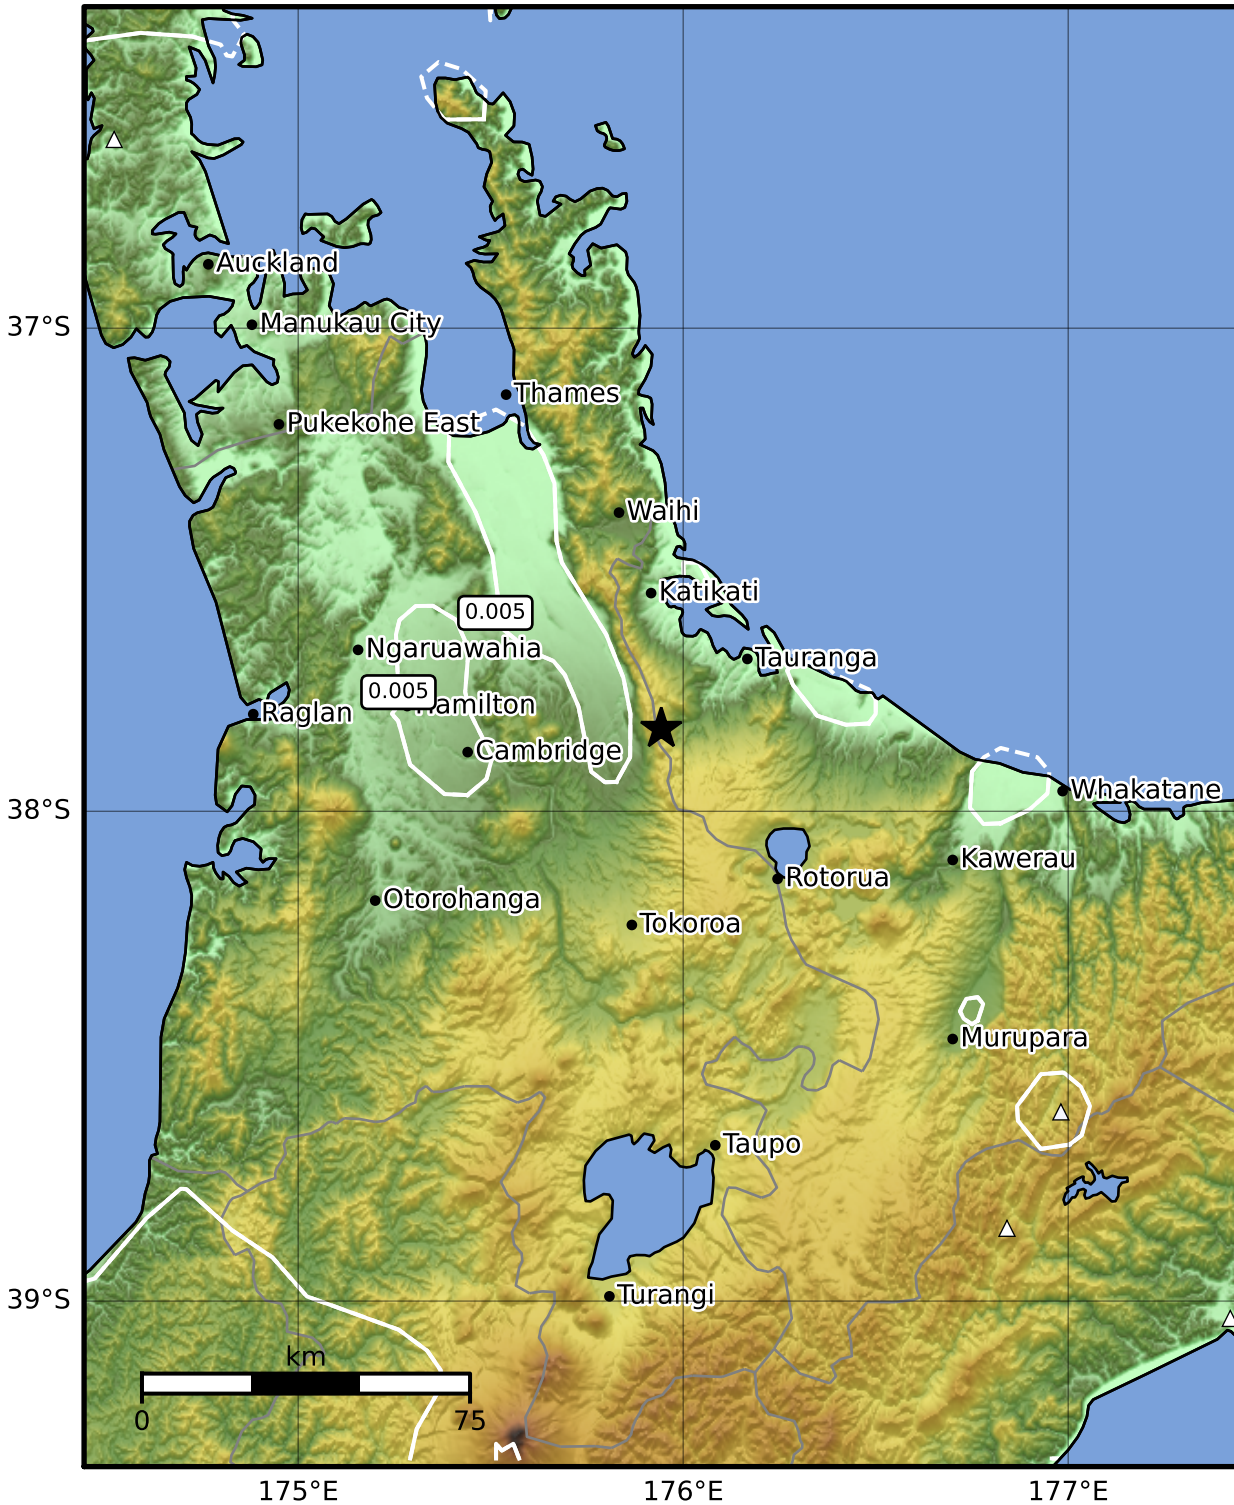 Auckland
37°S
Manukau City
Thames
Pukekohe East
Waihi
Katikati
0.005
Ngaruawahia
Tauranga
0.005
Hamilton
Raglan
Cambridge
Whakatane
38°S
Kawerau
Rotorua
Otorohanga
Tokoroa
Murupara
Taupo
Turangi
39°S
km
0 75
175°E 176°E 177°E